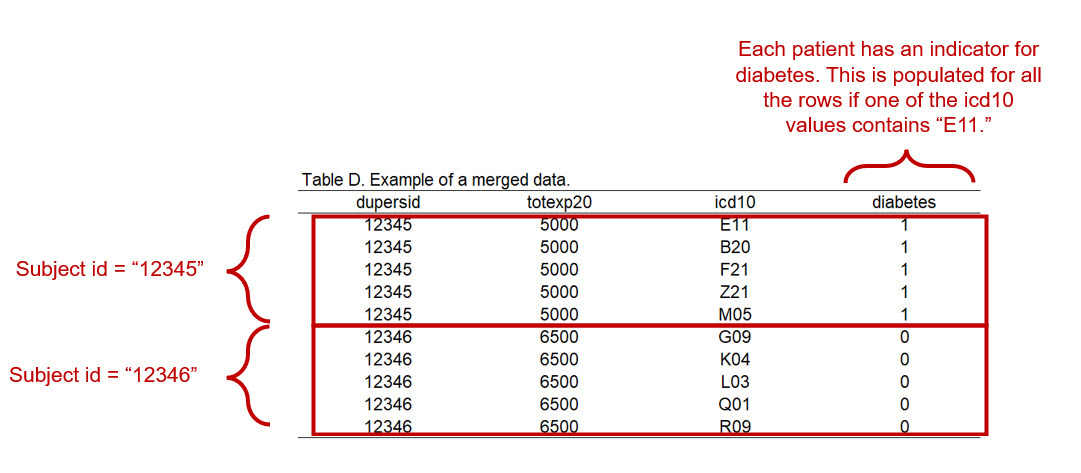 Each patient has an indicator for
diabetes. This is populated for all
the rows if one of the icd10
values contains “E11.”
Table D. Example of a merged data.
dupersid totexp20 icd10 diabetes
12345 5000 E11 1
12345 5000 B20 1
12345 5000 F21 1
12345 5000 Z21 1
12345 5000 M05 1
12346 6500 G09 0
12346 6500 K04 0
12346 6500 L03 0
12346 6500 Q01 0
12346 6500 R09 0
Subject id = “12345”
Subject id = “12346”